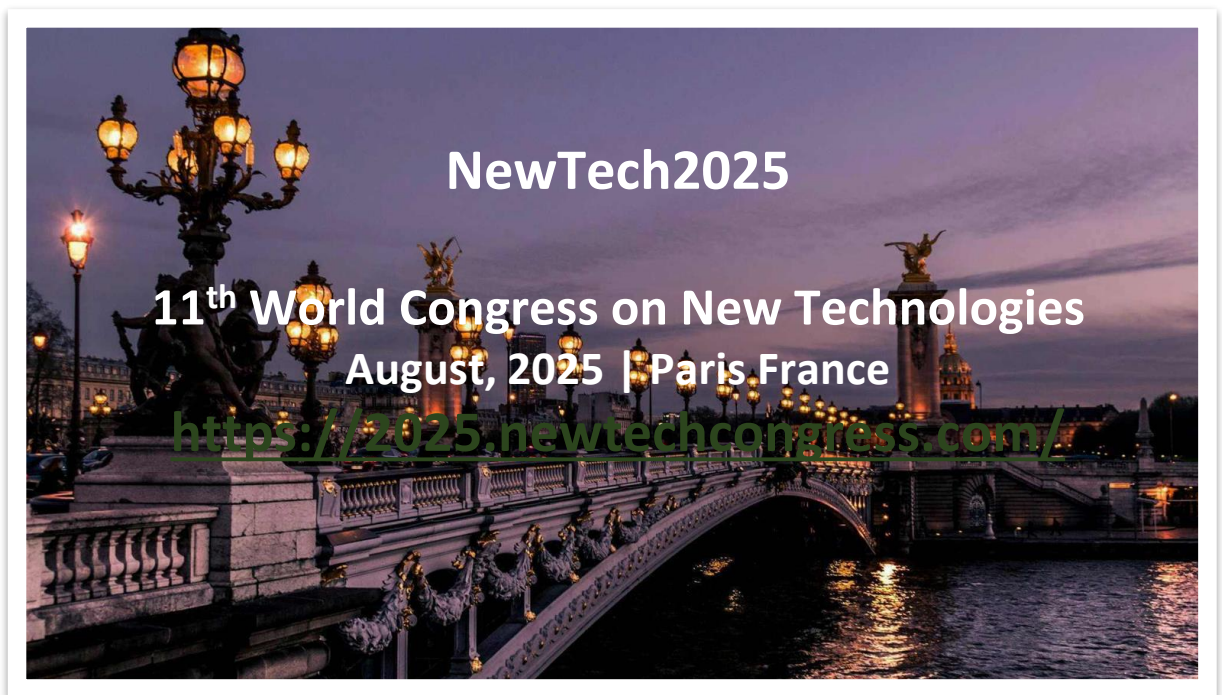 NewTech2025
11th World Congress on New Technologies
August, 2025 | Paris France
https://2025.newtechcongress.com/